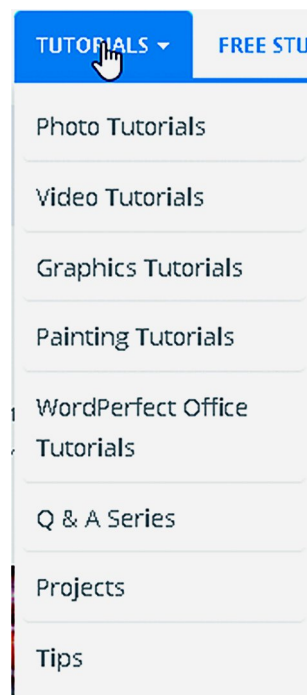 TUTORIALS
FREE STU
Photo Tutorials
Video Tutorials
Graphics Tutorials
Painting Tutorials
WordPerfect Office
Tutorials
Q & A Series
Projects
Tips